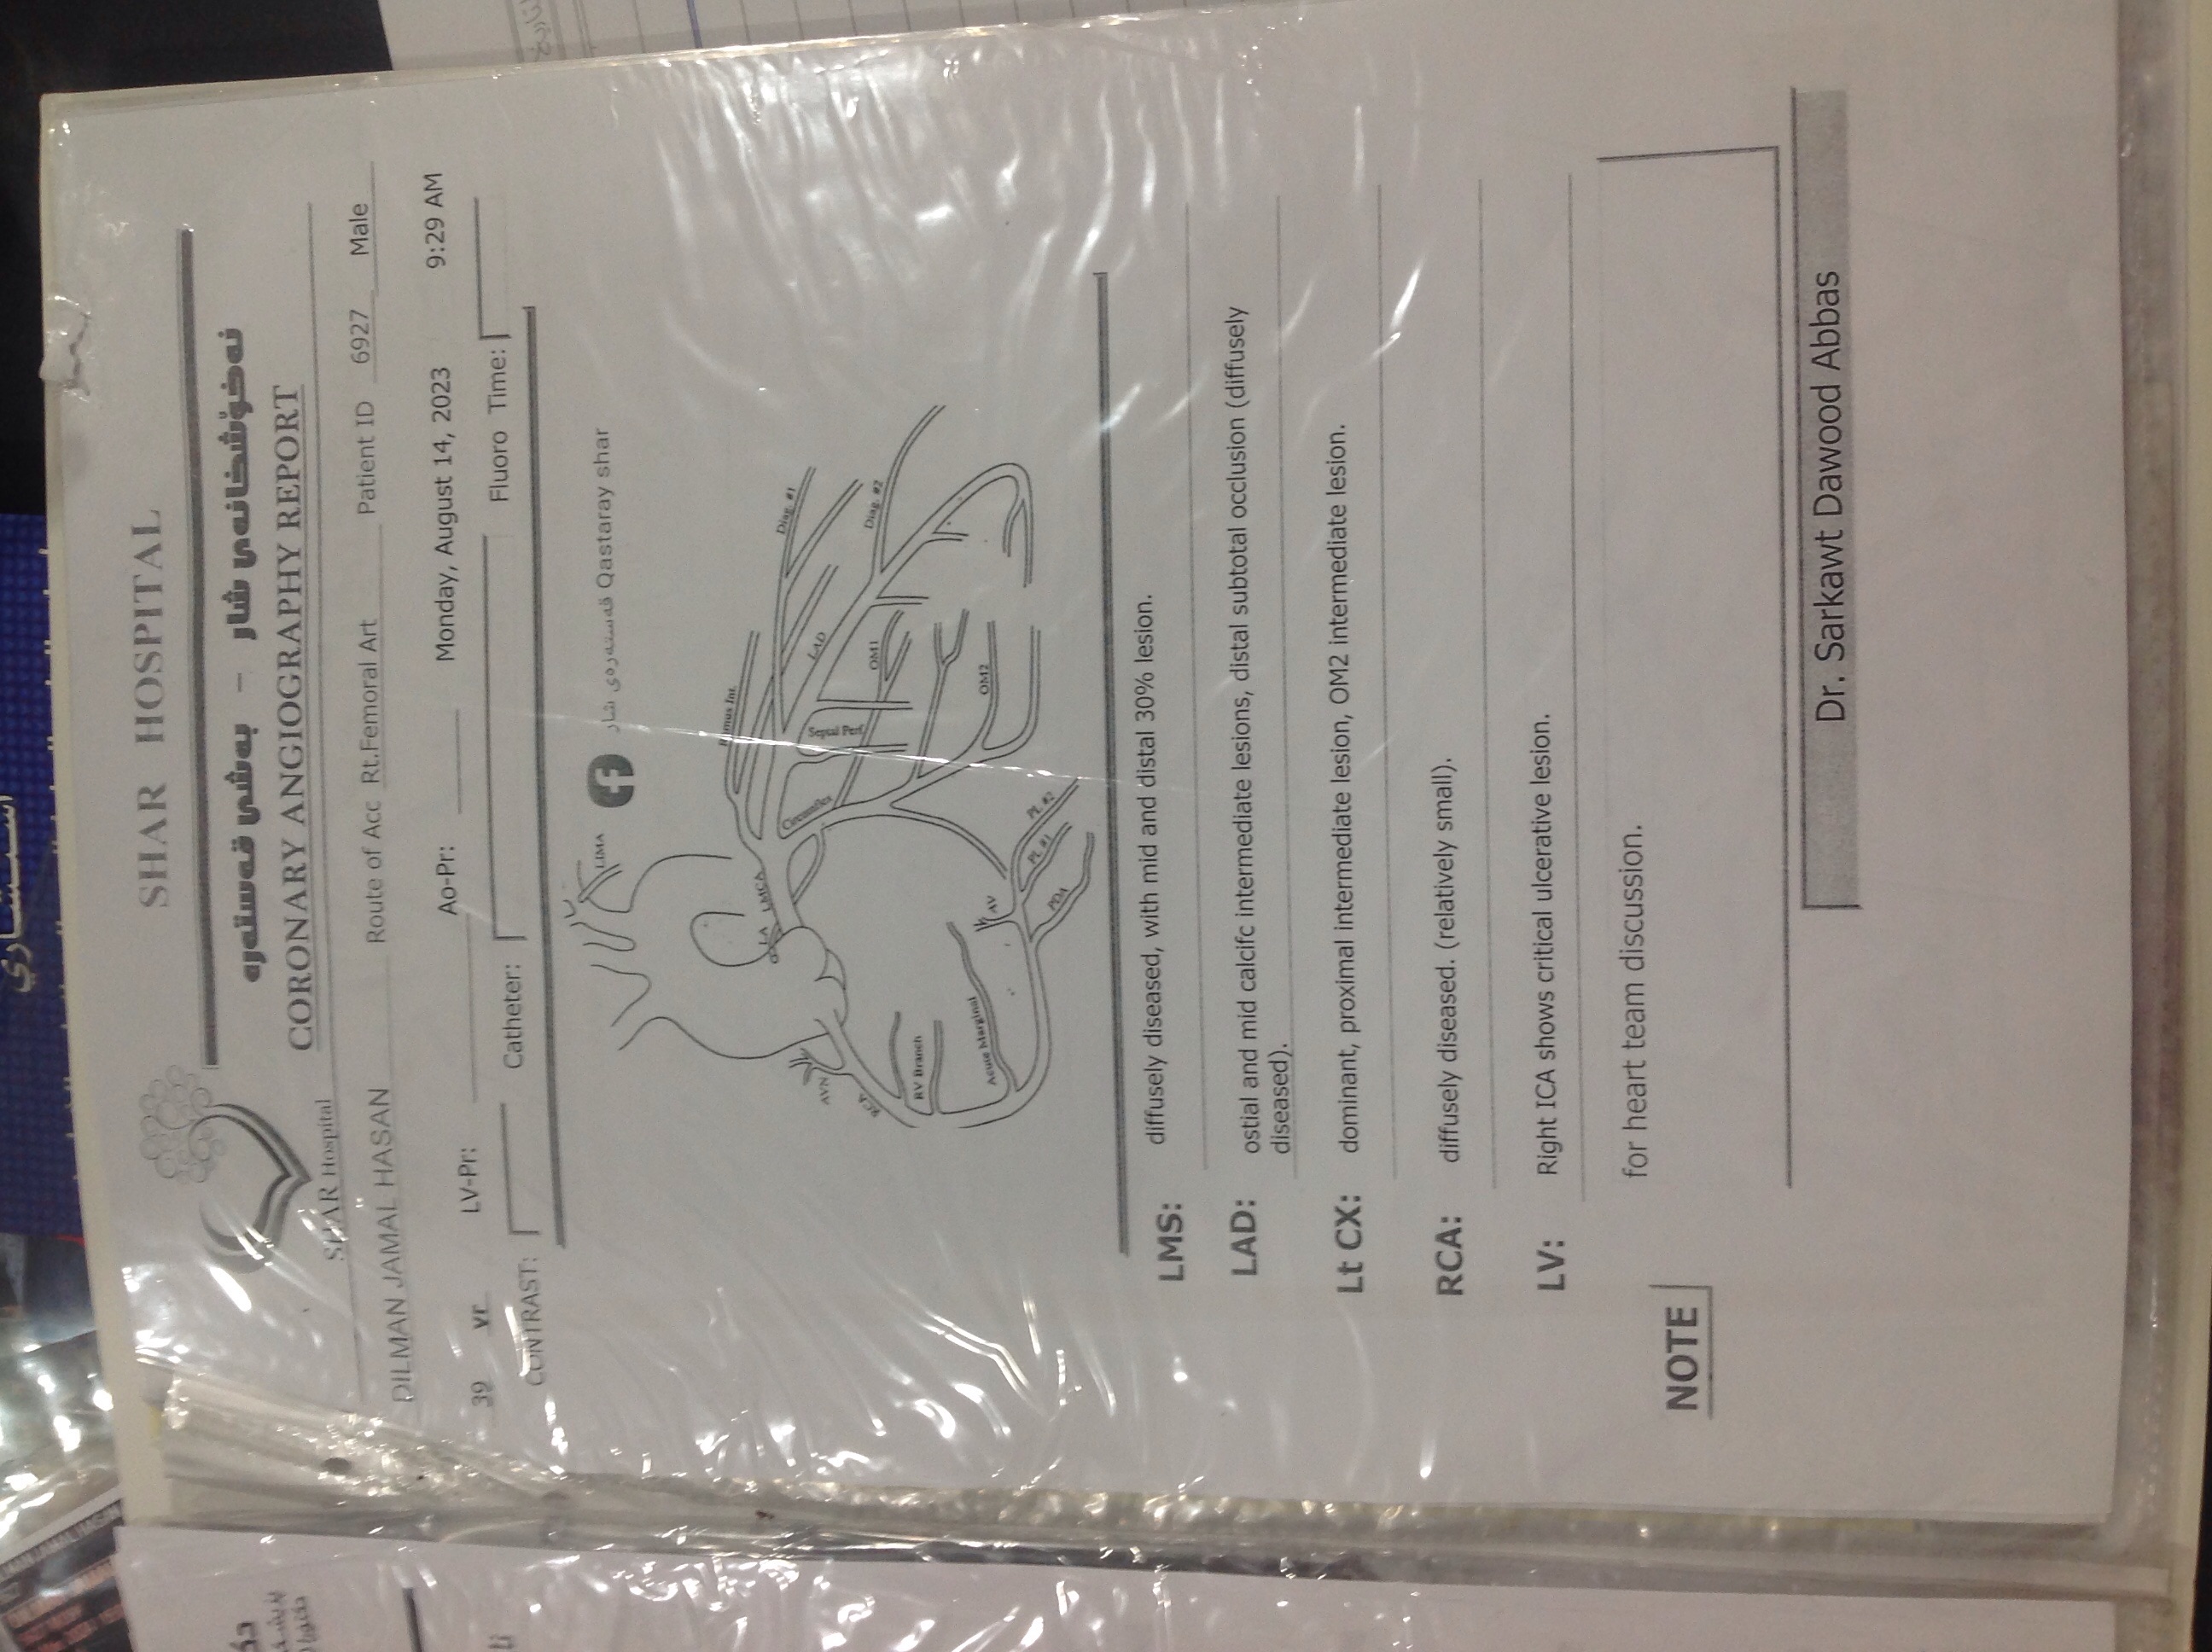 SHAR HOSPITAL
نەخۆشخانەی شار - بەشی قەستەرە
CORONARY ANGIOGRAPHY REPORT
SHAR Hospital
DILMAN JAMAL HASAN Route of Acc Rt.Femoral Art Patient ID 6927 Male
39 yr LV-Pr: Ao-Pr: Monday, August 14, 2023 9:29 AM
CONTRAST: Catheter: Fluoro Time:
قەستەرەی شار Qastaray shar
LIMA
LA
LMCA
Ramus Int.
Circumflex
Septal Perf.
LAD
Diag. #1
Diag. #2
OM1
OM2
AVN
RCA
RV Branch
Acute Marginal
AV
PL #1
PL #2
PDA
LMS: diffusely diseased, with mid and distal 30% lesion.
LAD: ostial and mid calcifc intermediate lesions, distal subtotal occlusion (diffusely
diseased).
Lt CX: dominant, proximal intermediate lesion, OM2 intermediate lesion.
RCA: diffusely diseased. (relatively small).
LV: Right ICA shows critical ulcerative lesion.
for heart team discussion.
NOTE
Dr. Sarkawt Dawood Abbas